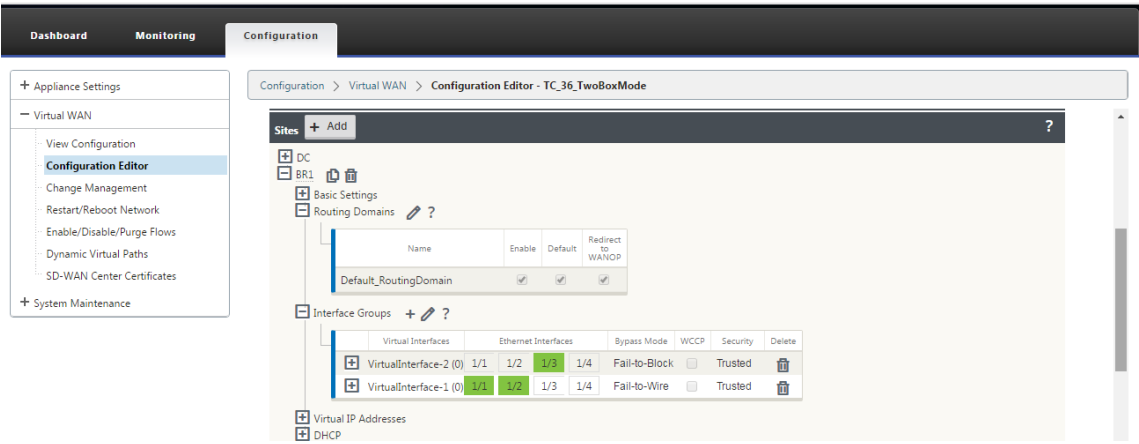 Dashboard Monitoring Configuration
+ Appliance Settings
− Virtual WAN
View Configuration
Configuration Editor
Change Management
Restart/Reboot Network
Enable/Disable/Purge Flows
Dynamic Virtual Paths
SD-WAN Center Certificates
+ System Maintenance
Configuration > Virtual WAN > Configuration Editor - TC_36_TwoBoxMode
Sites + Add ?
+ DC
− BR1
+ Basic Settings
− Routing Domains ?
Name Enable Default Redirect to WANOP
Default_RoutingDomain
− Interface Groups + ?
Virtual Interfaces Ethernet Interfaces Bypass Mode WCCP Security Delete
+ VirtualInterface-2 (0) 1/1 1/2 1/3 1/4 Fail-to-Block Trusted
+ VirtualInterface-1 (0) 1/1 1/2 1/3 1/4 Fail-to-Wire Trusted
+ Virtual IP Addresses
+ DHCP